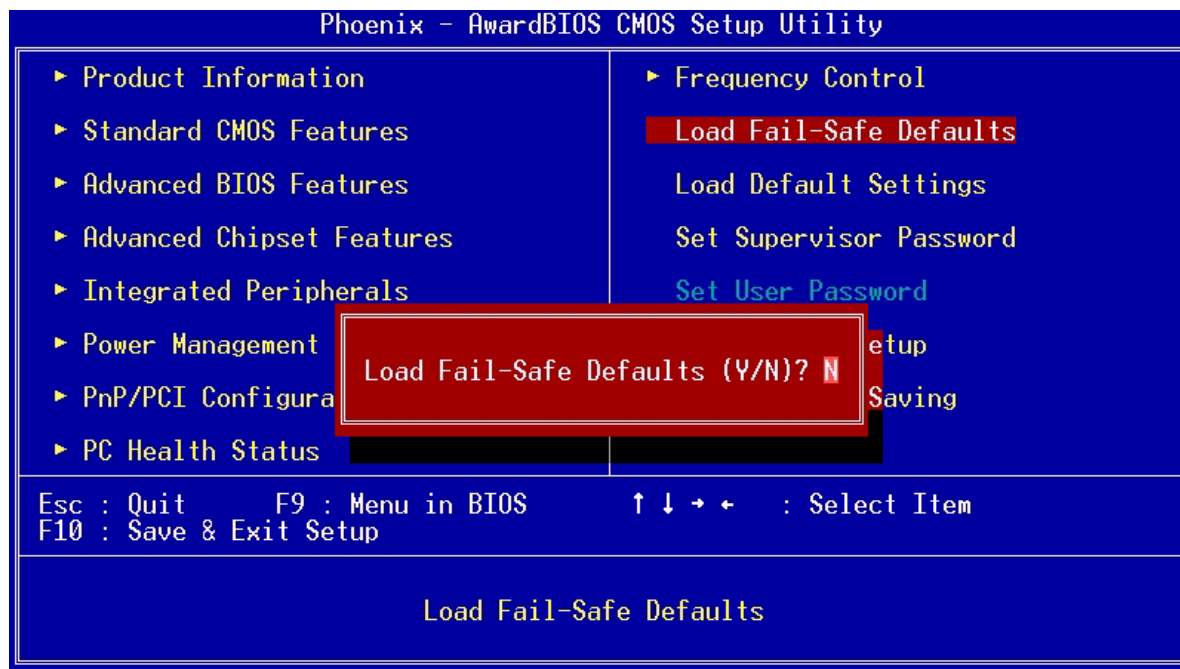 Phoenix - AwardBIOS CMOS Setup Utility
▸ Product Information
▸ Standard CMOS Features
▸ Advanced BIOS Features
▸ Advanced Chipset Features
▸ Integrated Peripherals
▸ Power Management
▸ PnP/PCI Configura
▸ PC Health Status
▸ Frequency Control
Load Fail-Safe Defaults
Load Default Settings
Set Supervisor Password
Set User Password
etup
Saving
Load Fail-Safe Defaults (Y/N)? N
Esc : Quit F9 : Menu in BIOS ↑ ↓ → ← : Select Item
F10 : Save & Exit Setup
Load Fail-Safe Defaults